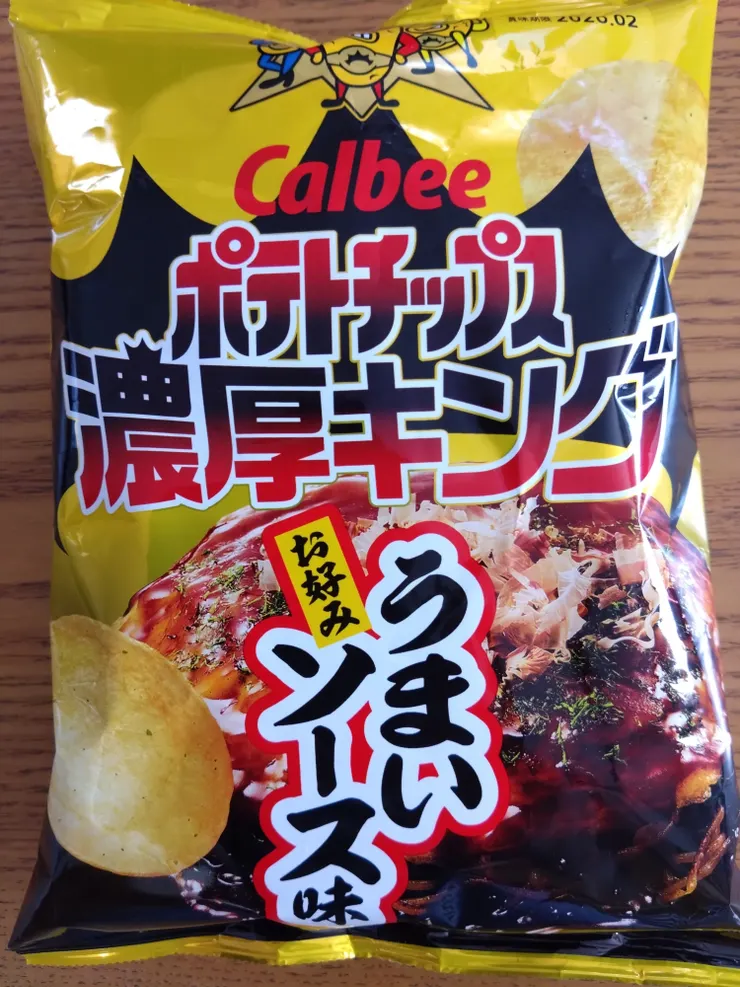 賞味期限 2020.02
Calbee
ポテトチップス
濃厚キング
うまい
お好み
ソース味